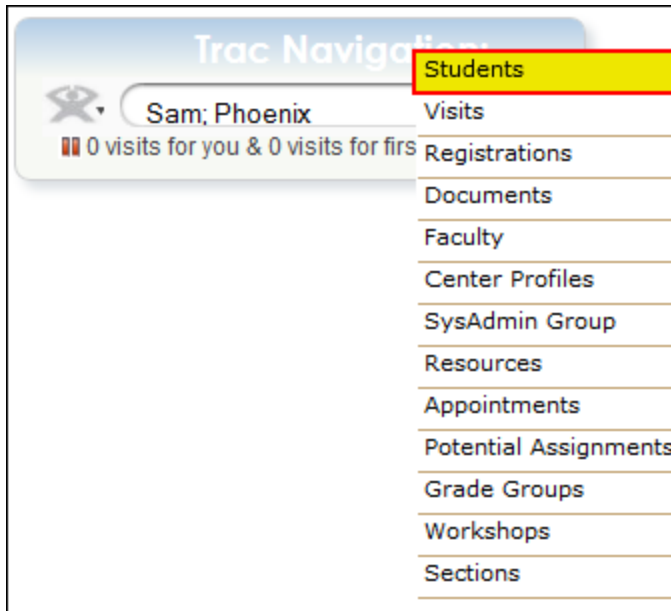 Trac Navigation:
Students
Sam; Phoenix
Visits
0 visits for you & 0 visits for firs
Registrations
Documents
Faculty
Center Profiles
SysAdmin Group
Resources
Appointments
Potential Assignments
Grade Groups
Workshops
Sections